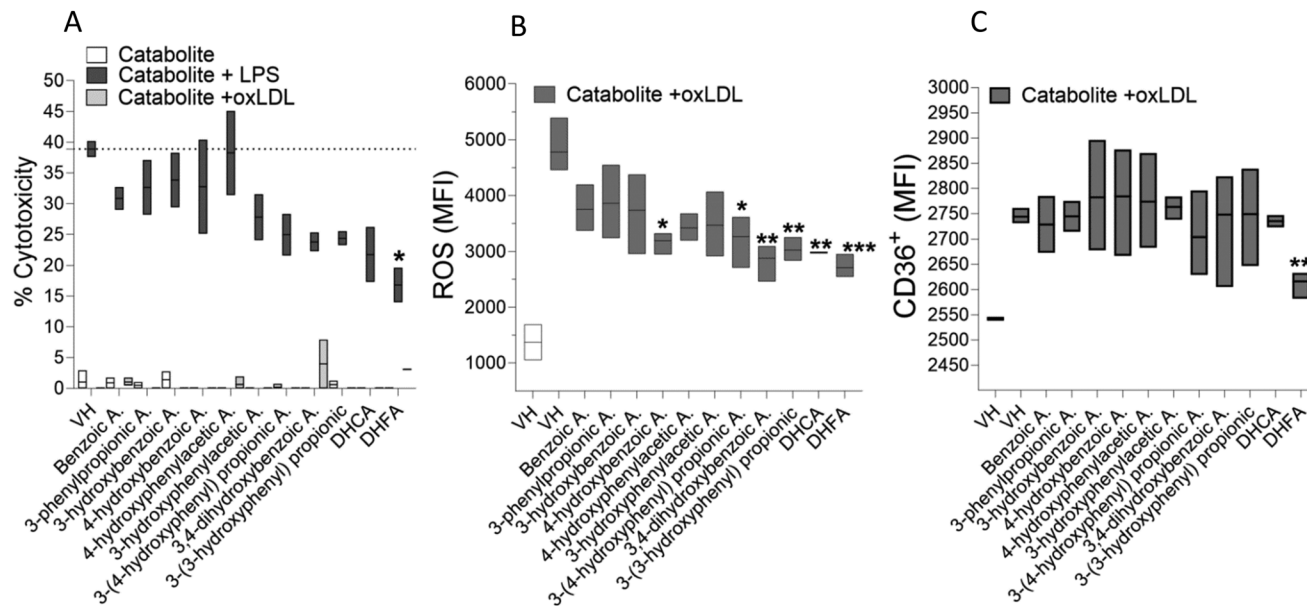 A
Catabolite
Catabolite + LPS
Catabolite +oxLDL
% Cytotoxicity
50
45
40
35
30
25
20
15
10
5
0
*
VH
Benzoic A.
3-phenylpropionic A.
3-hydroxybenzoic A.
4-hydroxybenzoic A.
3-hydroxyphenylacetic A.
4-hydroxyphenylacetic A.
3-(4-hydroxyphenyl) propionic A.
3,4-dihydroxybenzoic A.
3-(3-hydroxyphenyl) propionic
DHCA
DHFA
B
Catabolite +oxLDL
ROS (MFI)
6000
5000
4000
3000
2000
1000
*
*
**
**
**
***
VH
VH
Benzoic A.
3-phenylpropionic A.
3-hydroxybenzoic A.
4-hydroxybenzoic A.
3-hydroxyphenylacetic A.
4-hydroxyphenylacetic A.
3-(4-hydroxyphenyl) propionic A.
3,4-dihydroxybenzoic A.
3-(3-hydroxyphenyl) propionic
DHCA
DHFA
C
Catabolite +oxLDL
CD36+ (MFI)
3000
2950
2900
2850
2800
2750
2700
2650
2600
2550
2500
2450
**
VH
VH
Benzoic A.
3-phenylpropionic A.
3-hydroxybenzoic A.
4-hydroxybenzoic A.
3-hydroxyphenylacetic A.
4-hydroxyphenylacetic A.
3-(4-hydroxyphenyl) propionic A.
3,4-dihydroxybenzoic A.
3-(3-hydroxyphenyl) propionic
DHCA
DHFA